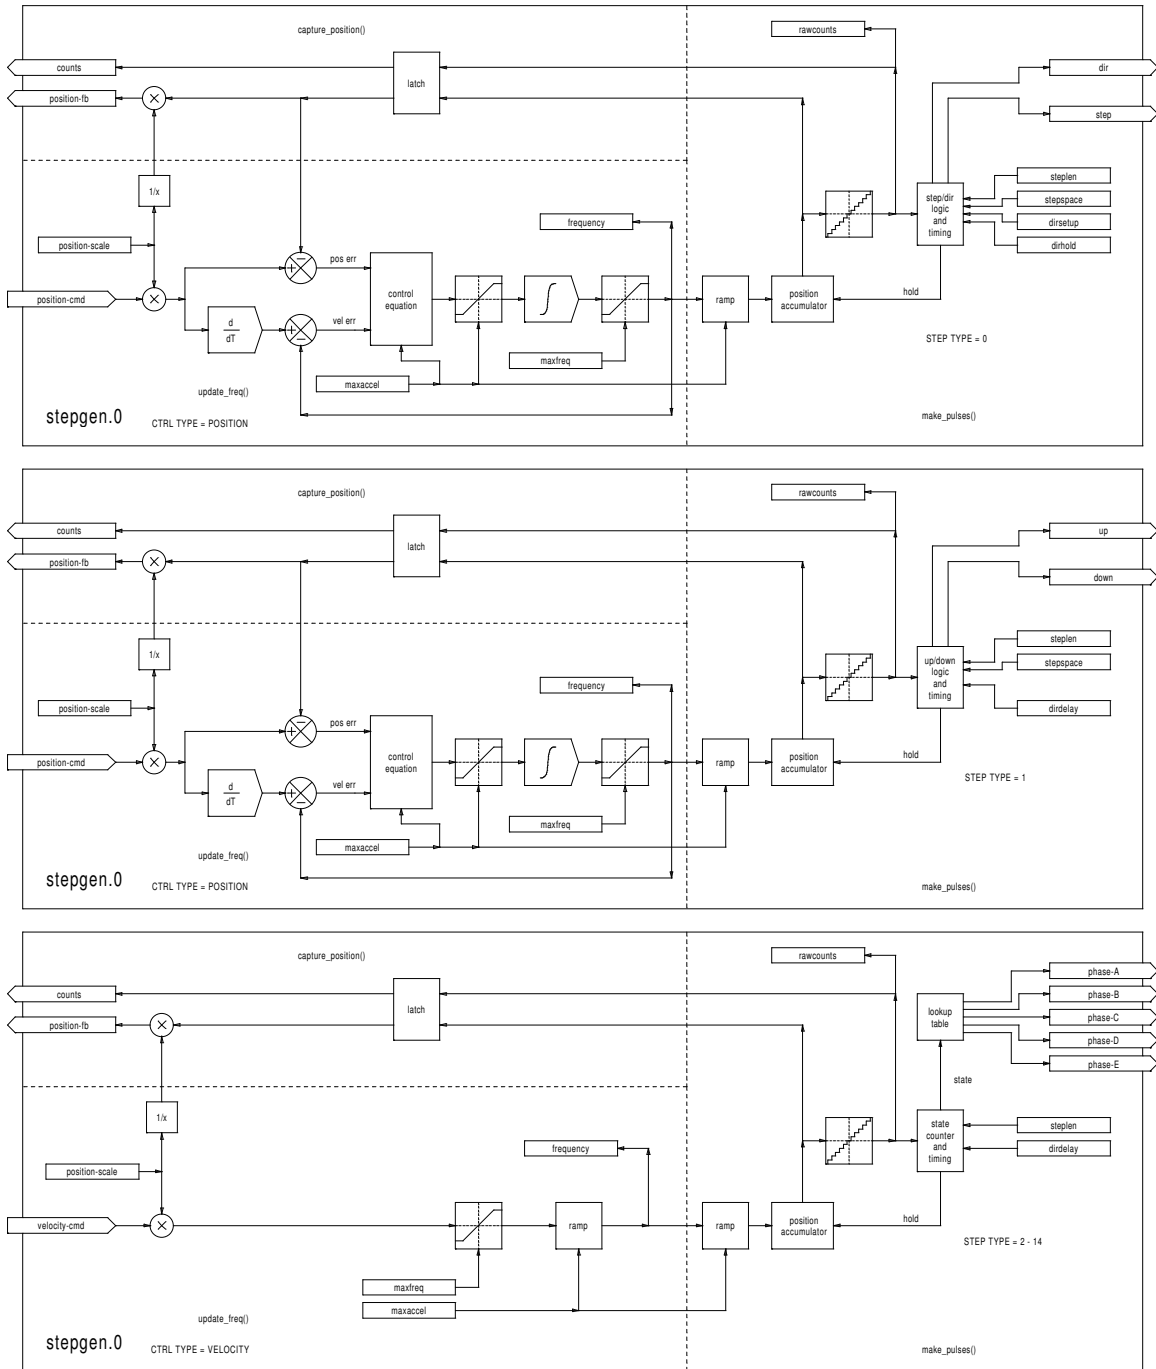 capture_position()
rawcounts
counts
latch
dir
position-fb
step
1/x
step/dir
logic
and
timing
steplen
stepspace
dirsetup
dirhold
frequency
position-scale
pos err
position-cmd
control
equation
ramp
position
accumulator
hold
d
dT
vel err
maxfreq
STEP TYPE = 0
maxaccel
update_freq()
stepgen.0
CTRL TYPE = POSITION
make_pulses()
capture_position()
rawcounts
counts
latch
up
position-fb
down
1/x
up/down
logic
and
timing
steplen
stepspace
dirdelay
frequency
position-scale
pos err
position-cmd
control
equation
ramp
position
accumulator
hold
d
dT
vel err
maxfreq
STEP TYPE = 1
maxaccel
update_freq()
stepgen.0
CTRL TYPE = POSITION
make_pulses()
capture_position()
rawcounts
counts
latch
position-fb
lookup
table
phase-A
phase-B
phase-C
phase-D
phase-E
state
1/x
state
counter
and
timing
steplen
dirdelay
frequency
position-scale
velocity-cmd
ramp
ramp
position
accumulator
hold
STEP TYPE = 2 - 14
maxfreq
maxaccel
update_freq()
stepgen.0
CTRL TYPE = VELOCITY
make_pulses()